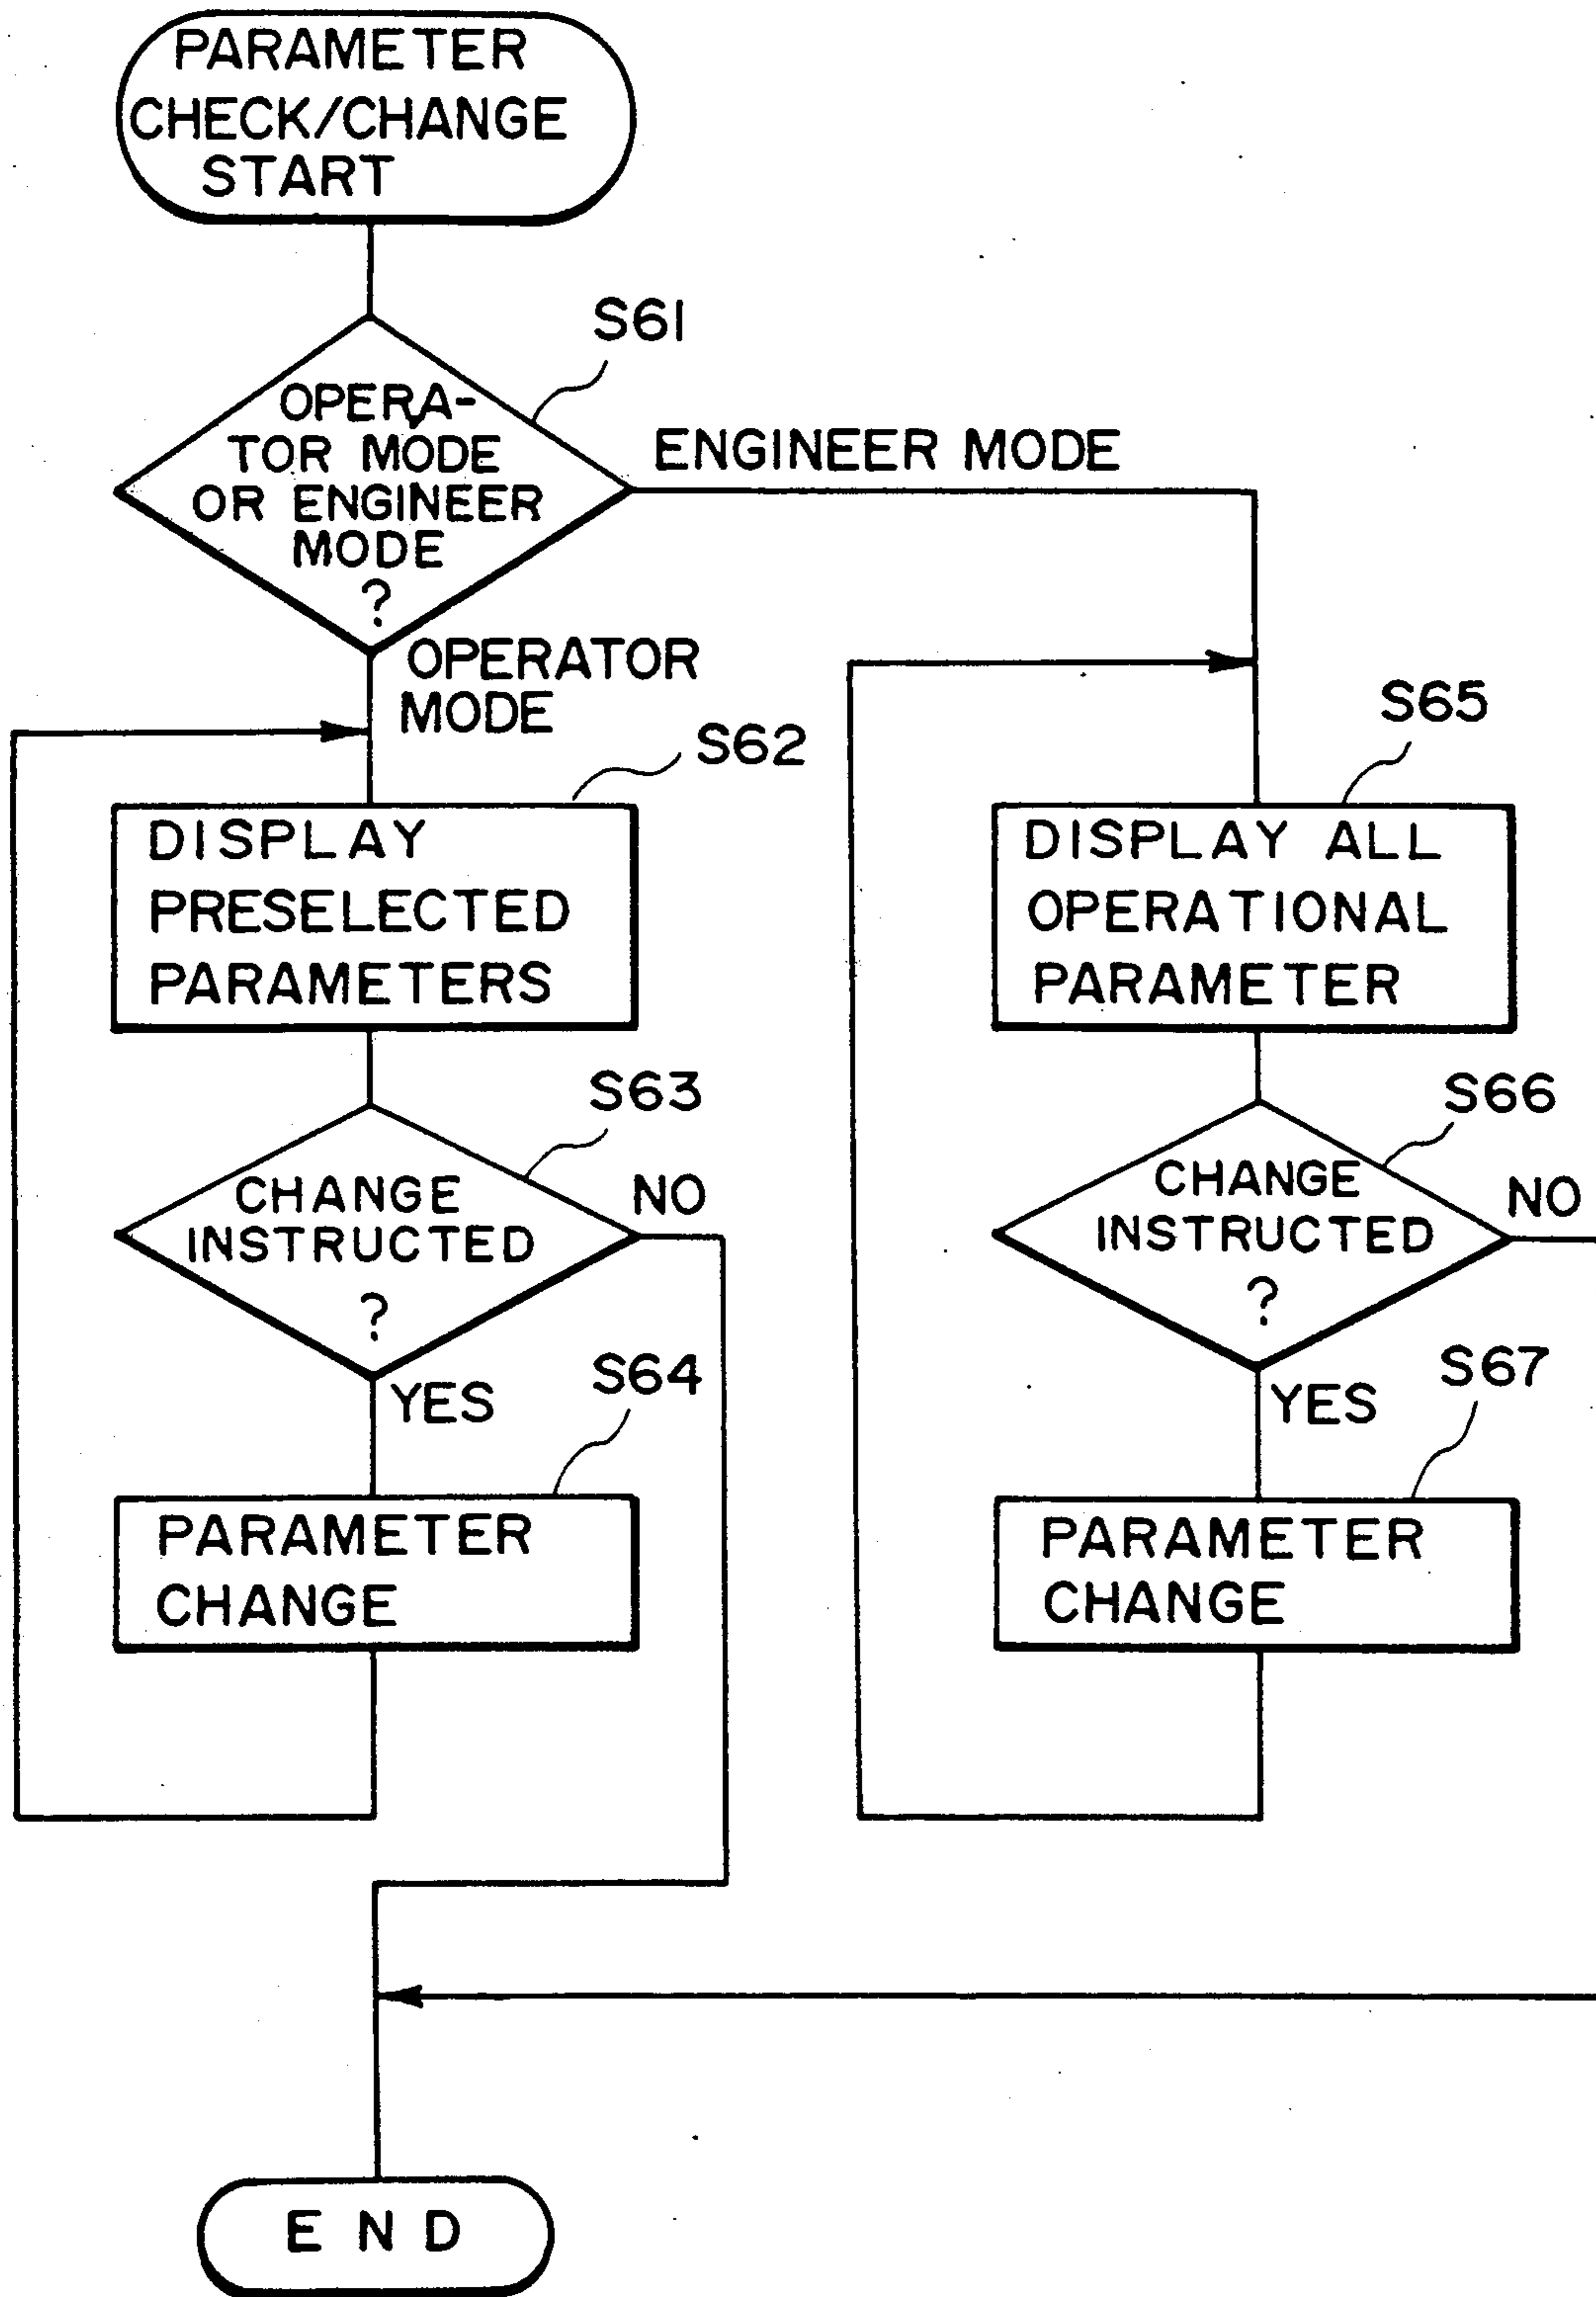 PARAMETER
CHECK/CHANGE
START
S61
OPERA-
TOR MODE
OR ENGINEER
MODE
?
ENGINEER MODE
OPERATOR
MODE
S62
DISPLAY
PRESELECTED
PARAMETERS
S63
CHANGE
INSTRUCTED
?
NO
YES
S64
PARAMETER
CHANGE
S65
DISPLAY ALL
OPERATIONAL
PARAMETER
S66
CHANGE
INSTRUCTED
?
NO
YES
S67
PARAMETER
CHANGE
END